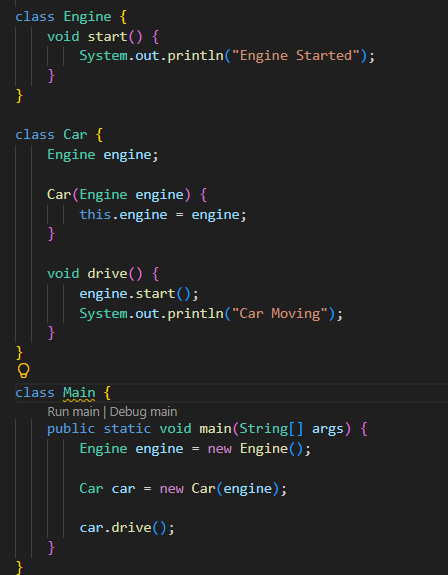 class Engine {
    void start() {
        System.out.println("Engine Started");
    }
}

class Car {
    Engine engine;

    Car(Engine engine) {
        this.engine = engine;
    }

    void drive() {
        engine.start();
        System.out.println("Car Moving");
    }
}

class Main {
    Run main | Debug main
    public static void main(String[] args) {
        Engine engine = new Engine();

        Car car = new Car(engine);

        car.drive();
    }
}